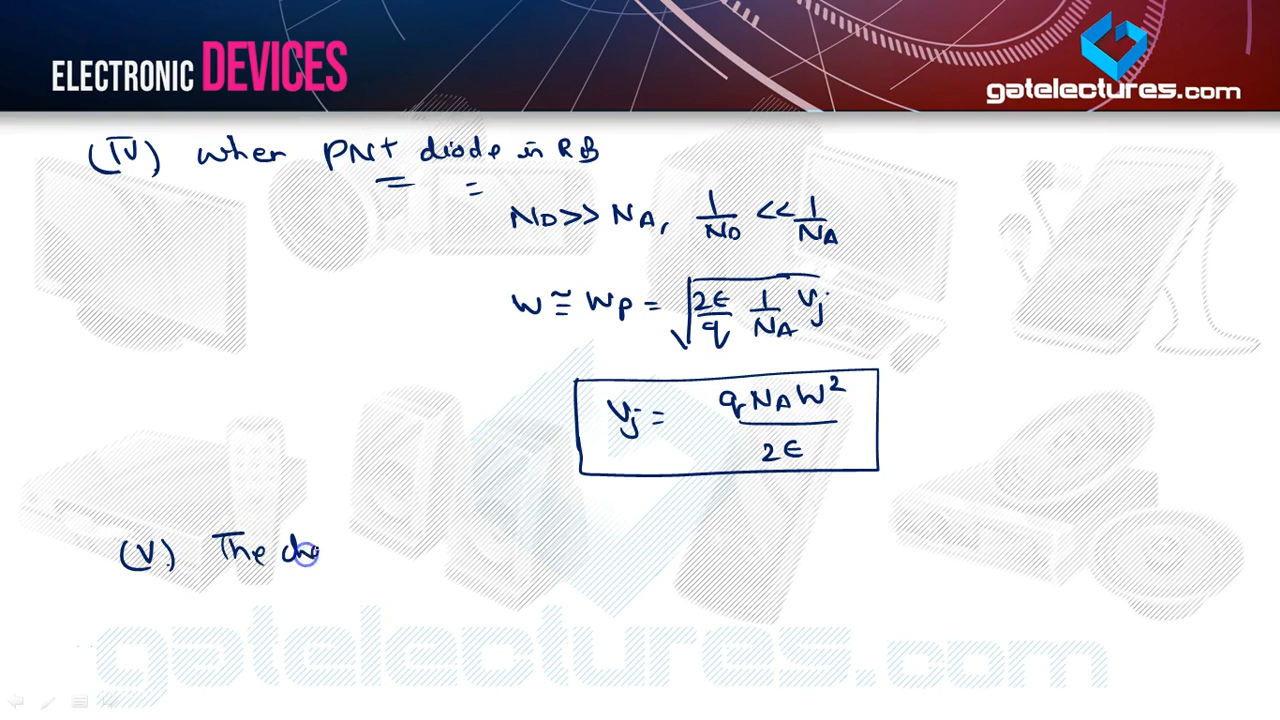 ELECTRONIC DEVICES
gatelectures.com
(IV) when PN+ diode in RB
ND >> NA, 1/ND << 1/NA
W ≅ WP = √(2ϵ/q 1/NA Vj)
Vj = qNAW²/2ϵ
(V) The
gatelectures.com